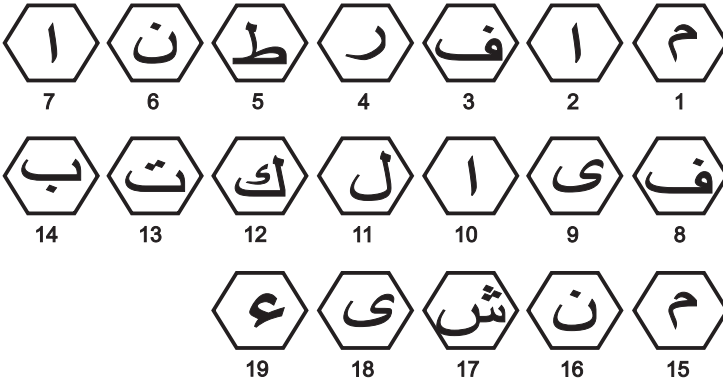 م ا ف ر ط ن ا
1 2 3 4 5 6 7
ف ى ا ل ك ت ب
8 9 10 11 12 13 14
م ن ش ى ء
15 16 17 18 19